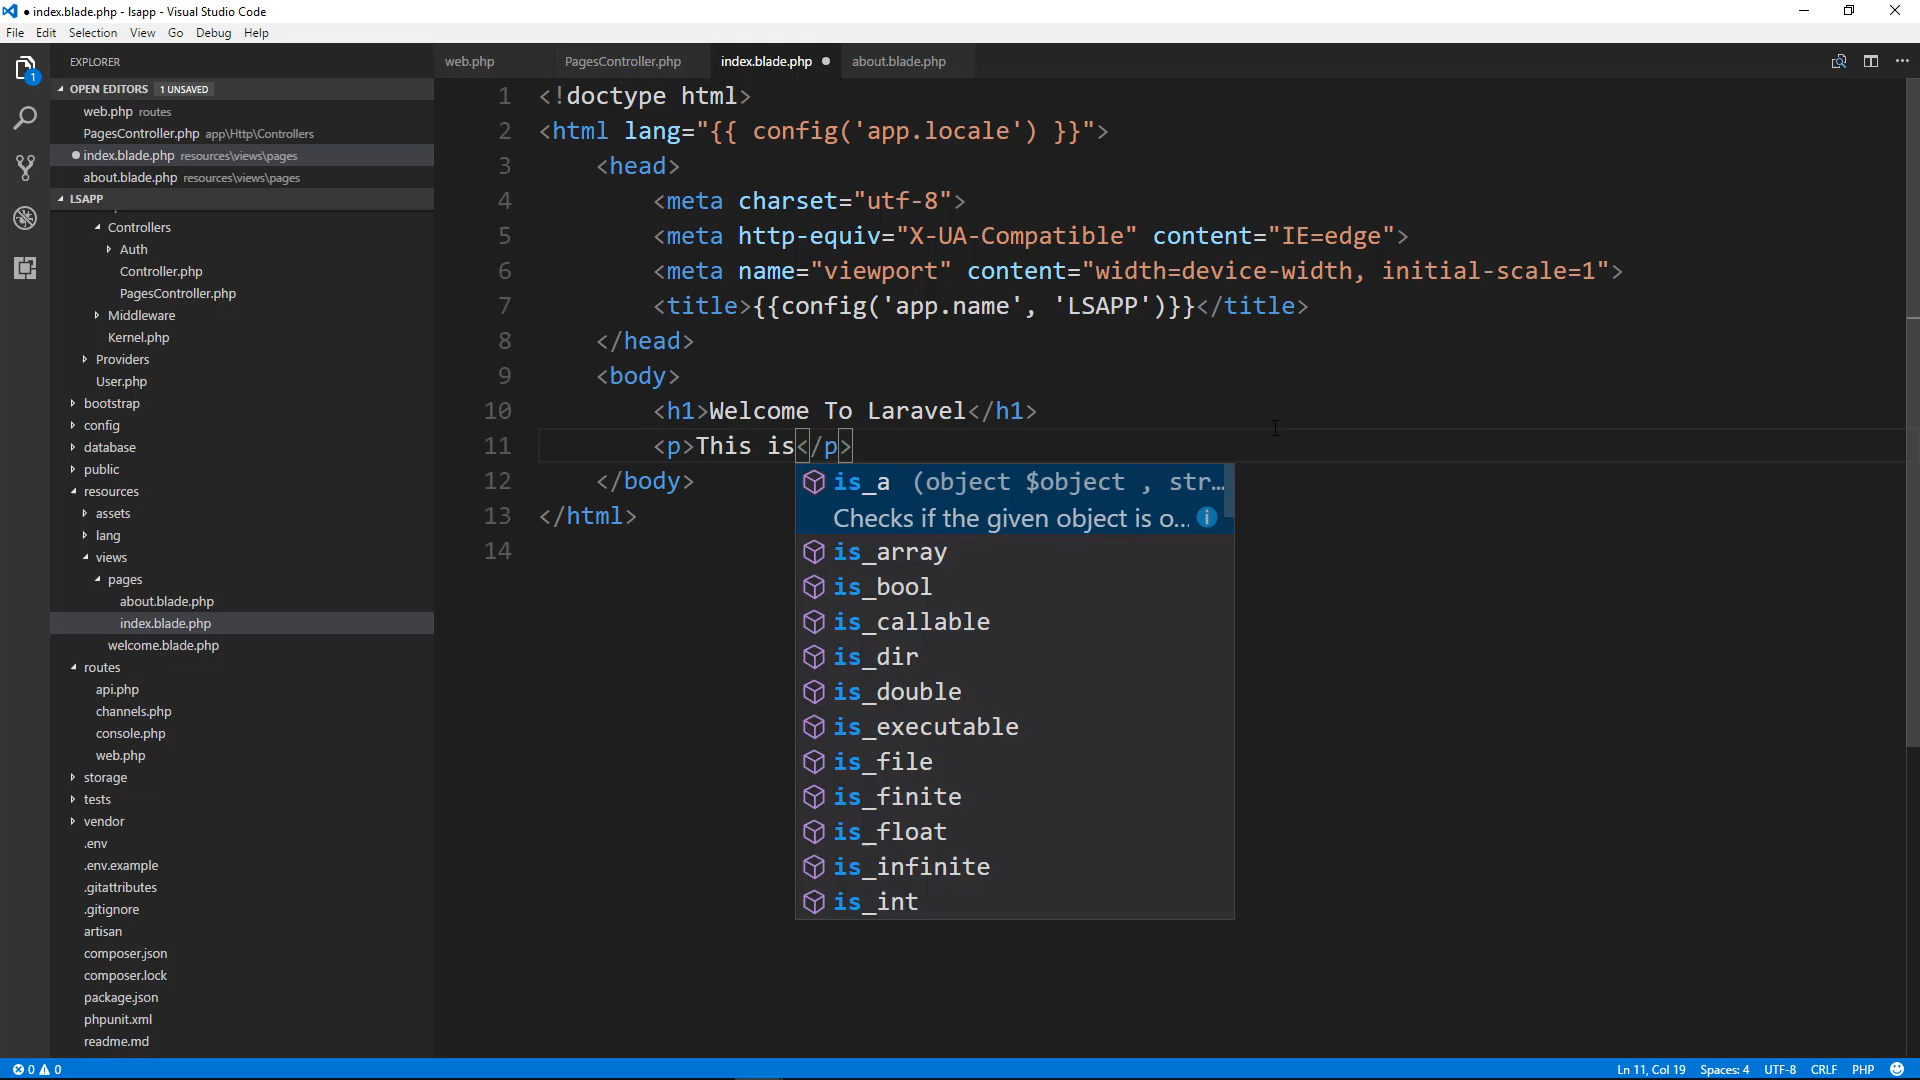 index.blade.php - lsapp - Visual Studio Code
File Edit Selection View Go Debug Help
1
EXPLORER
OPEN EDITORS 1 UNSAVED
web.php routes
PagesController.php app\Http\Controllers
index.blade.php resources\views\pages
about.blade.php resources\views\pages
LSAPP
Controllers
Auth
Controller.php
PagesController.php
Middleware
Kernel.php
Providers
User.php
bootstrap
config
database
public
resources
assets
lang
views
pages
about.blade.php
index.blade.php
welcome.blade.php
routes
api.php
channels.php
console.php
web.php
storage
tests
vendor
.env
.env.example
.gitattributes
.gitignore
artisan
composer.json
composer.lock
package.json
phpunit.xml
readme.md
web.php PagesController.php index.blade.php about.blade.php
1 <!doctype html>
2 <html lang="{{ config('app.locale') }}">
3 <head>
4 <meta charset="utf-8">
5 <meta http-equiv="X-UA-Compatible" content="IE=edge">
6 <meta name="viewport" content="width=device-width, initial-scale=1">
7 <title>{{config('app.name', 'LSAPP')}}</title>
8 </head>
9 <body>
10 <h1>Welcome To Laravel</h1>
11 <p>This is</p>
12 </body>
13 </html>
14
is_a (object $object , str...
Checks if the given object is o...
is_array
is_bool
is_callable
is_dir
is_double
is_executable
is_file
is_finite
is_float
is_infinite
is_int
0 0 Ln 11, Col 19 Spaces: 4 UTF-8 CRLF PHP